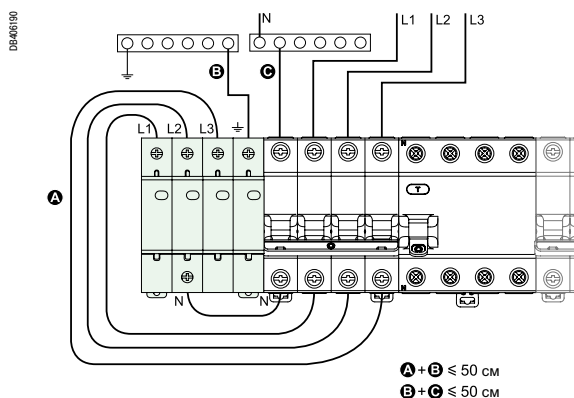 DB406190
N
L1 L2 L3
B C
L1 L2 L3
N
T
A
N N
N
A+B ⩽ 50 см
B+C ⩽ 50 см